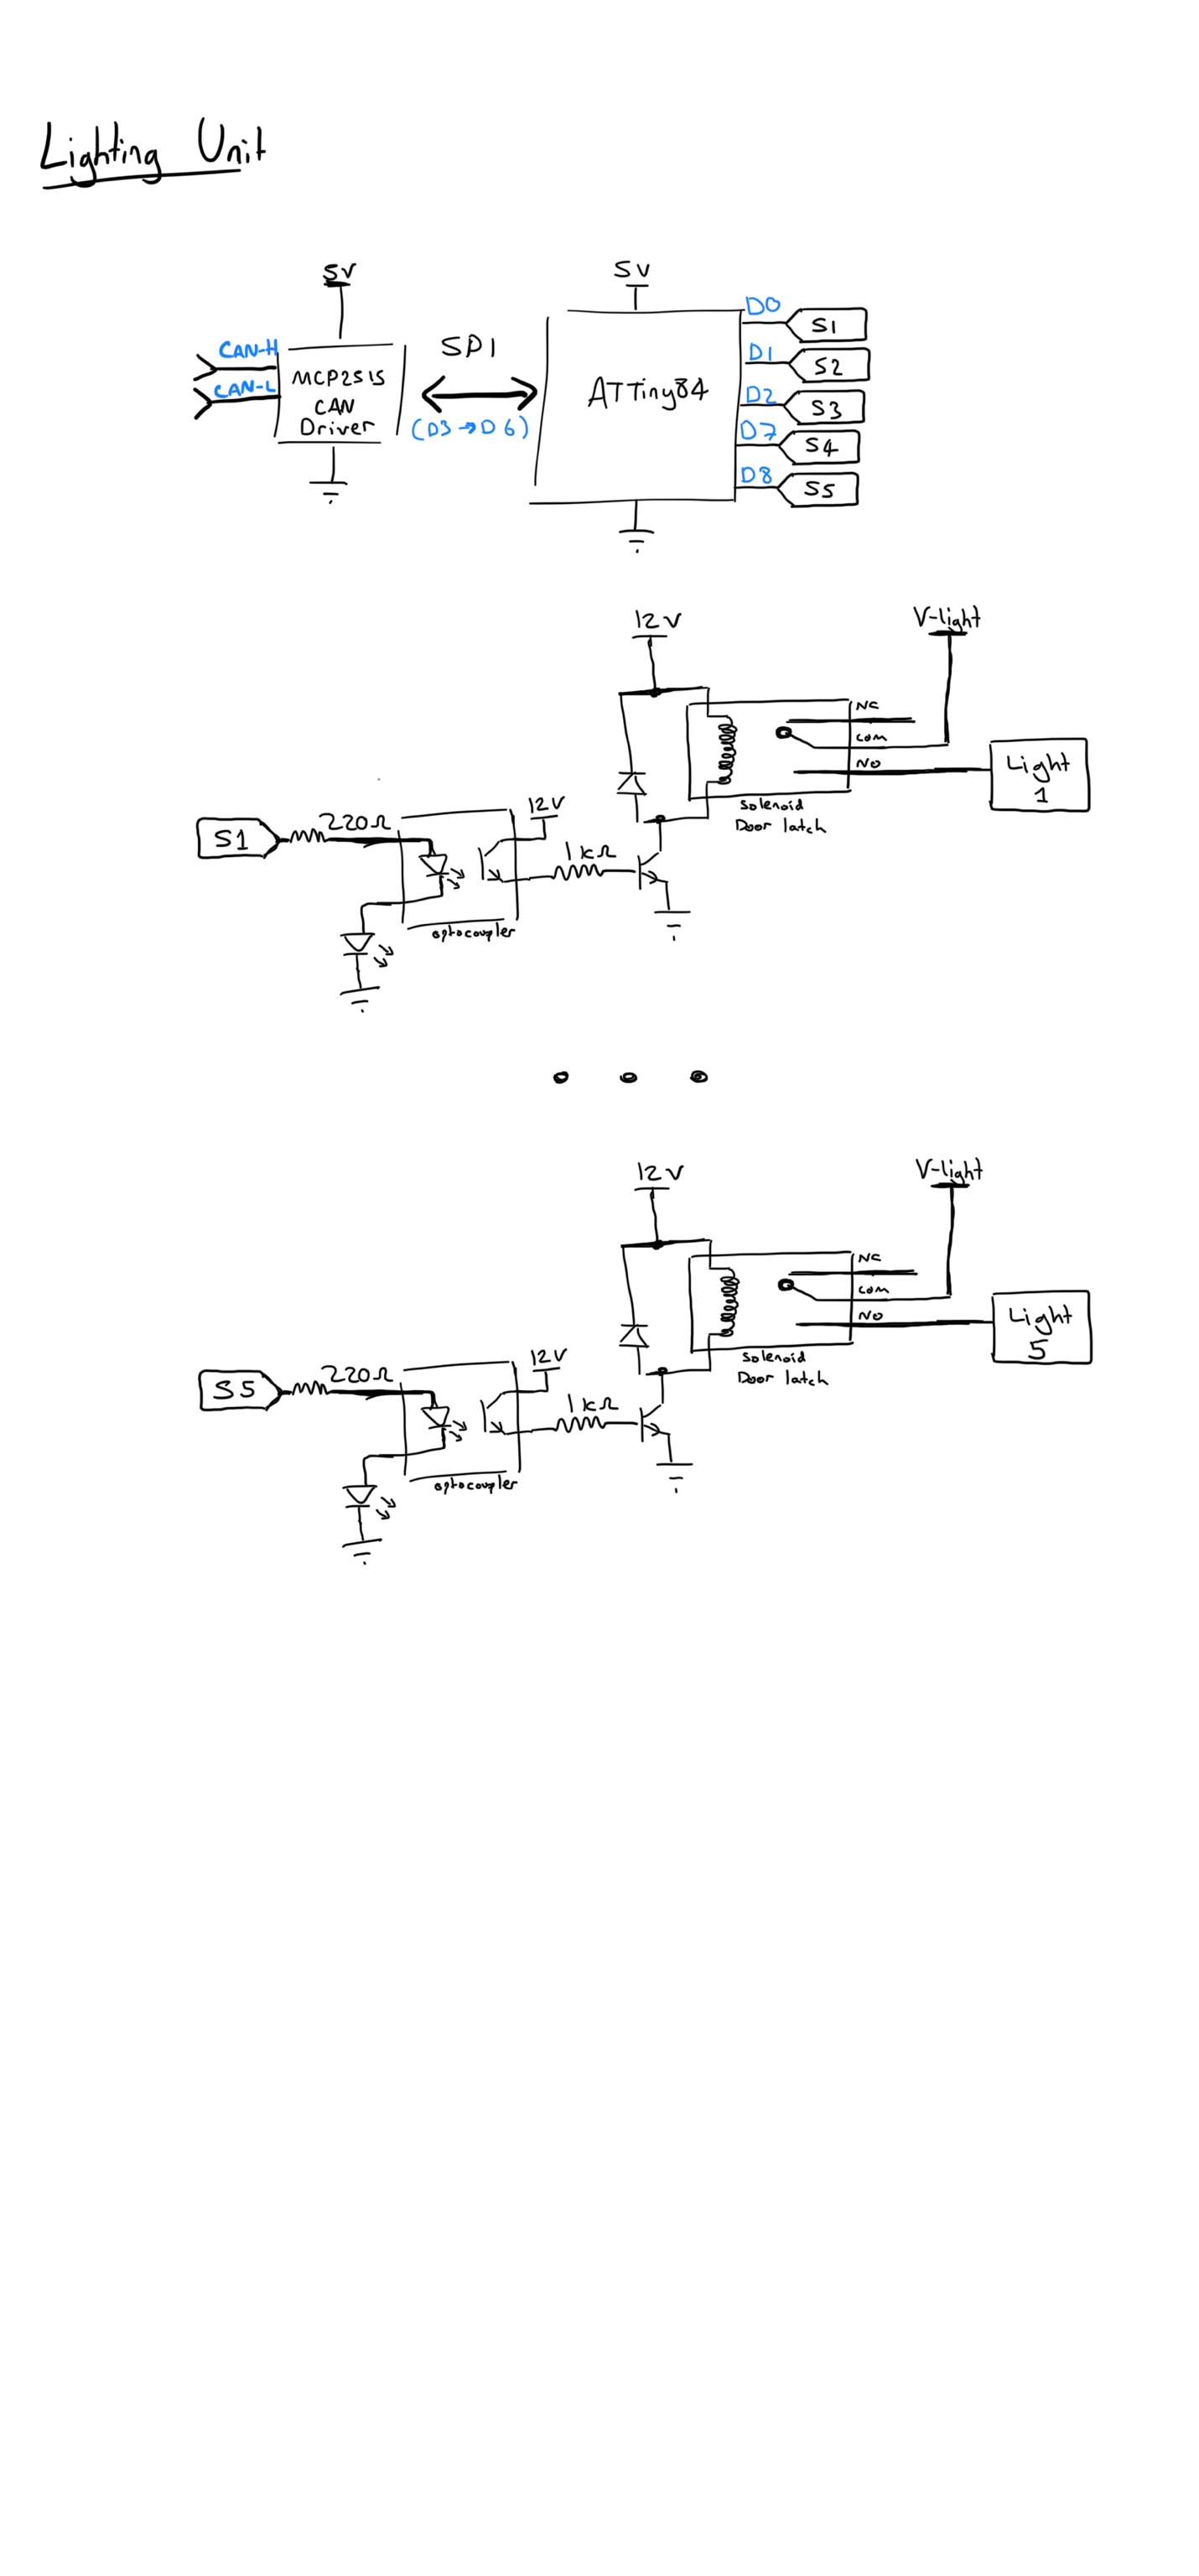 Lighting Unit
5V
5V
CAN-H
CAN-L
MCP2515
CAN
Driver
SPI
(D3→D6)
ATTiny84
D0
S1
D1
S2
D2
S3
D7
S4
D8
S5
12V
V-light
NC
COM
NO
Light
1
Solenoid
Door latch
S1
220Ω
12V
1kΩ
optocoupler
12V
V-light
NC
COM
NO
Light
5
Solenoid
Door latch
S5
220Ω
12V
1kΩ
optocoupler